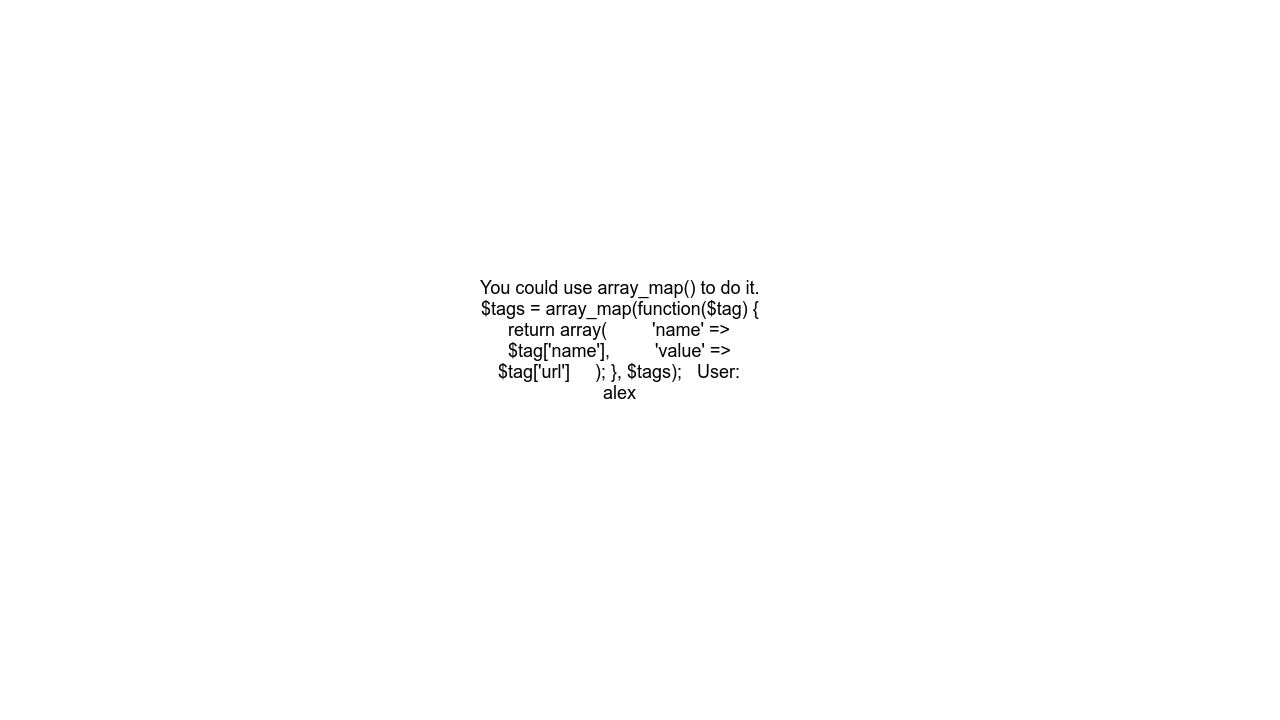 You could use array_map() to do it.
$tags = array_map(function($tag) {
return array(         'name' =>
$tag['name'],         'value' =>
$tag['url']     ); }, $tags);   User:
alex